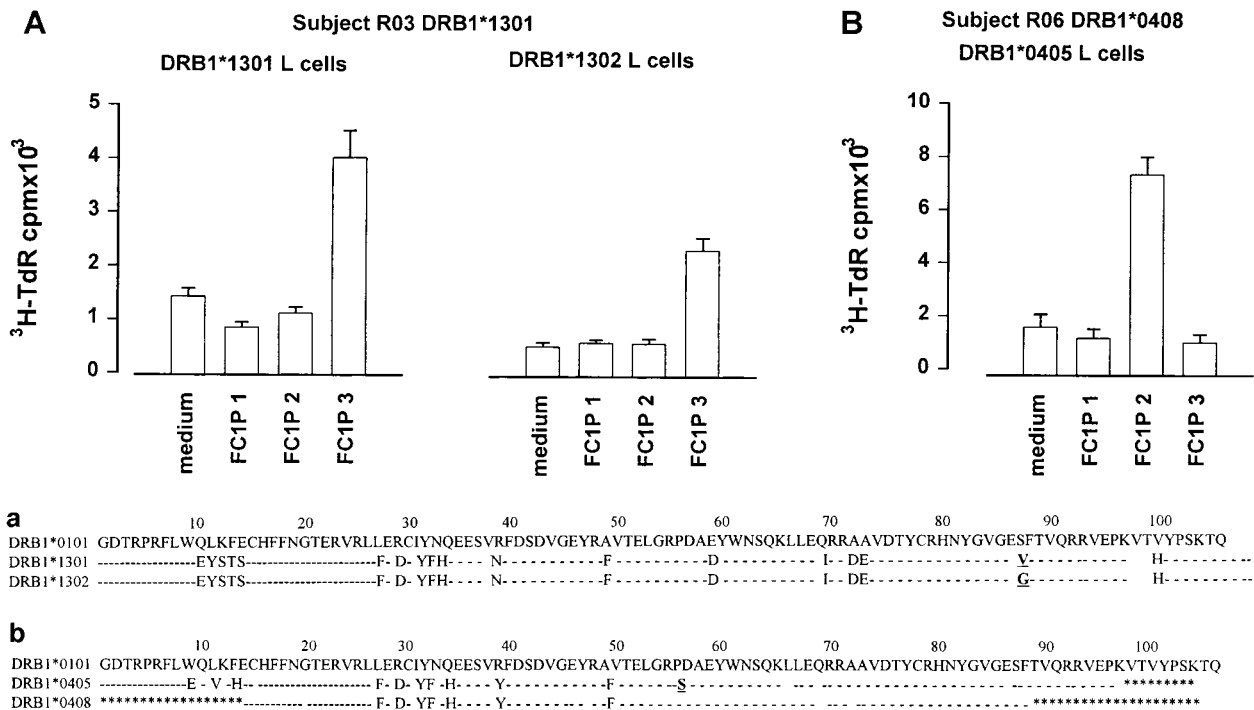 A
Subject R03 DRB1*1301
DRB1*1301 L cells
DRB1*1302 L cells
B
Subject R06 DRB1*0408
DRB1*0405 L cells
³H-TdR cpmx10³
5
4
3
2
1
0
medium
FC1P 1
FC1P 2
FC1P 3
medium
FC1P 1
FC1P 2
FC1P 3
³H-TdR cpmx10³
10
8
6
4
2
0
medium
FC1P 1
FC1P 2
FC1P 3
a
10 20 30 40 50 60 70 80 90 100
DRB1*0101 GDTRPRFLWQLKFECHFFNGTERVRLLERCIYNQEESVRFDSDVGEYRAVTELGRPDAEYWNSQKLLEQRRAAVDTYCRHNYGVGESFTVQRRVEPKVTVYPSKTQ
DRB1*1301 ---------EYSTS------------F-D-YFH----N----------F---------D----------I--DE--------------V------------H-------
DRB1*1302 ---------EYSTS------------F-D-YFH----N----------F---------D----------I--DE--------------G------------H-------
b
10 20 30 40 50 60 70 80 90 100
DRB1*0101 GDTRPRFLWQLKFECHFFNGTERVRLLERCIYNQEESVRFDSDVGEYRAVTELGRPDAEYWNSQKLLEQRRAAVDTYCRHNYGVGESFTVQRRVEPKVTVYPSKTQ
DRB1*0405 --------E-V-H------------F-D-YF-H----Y----------F------S----------------------------------------*********
DRB1*0408 **************------------F-D-YF-H----Y----------F---------------------------------------*****************